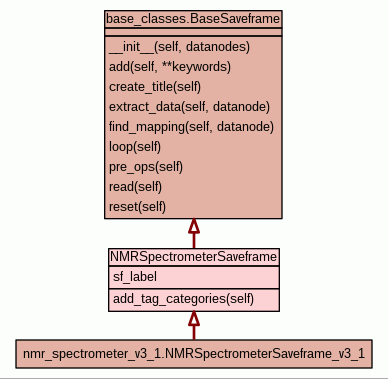 base_classes.BaseSaveframe
__init__(self, datanodes)
add(self, **keywords)
create_title(self)
extract_data(self, datanode)
find_mapping(self, datanode)
loop(self)
pre_ops(self)
read(self)
reset(self)
NMRSpectrometerSaveframe
sf_label
add_tag_categories(self)
nmr_spectrometer_v3_1.NMRSpectrometerSaveframe_v3_1